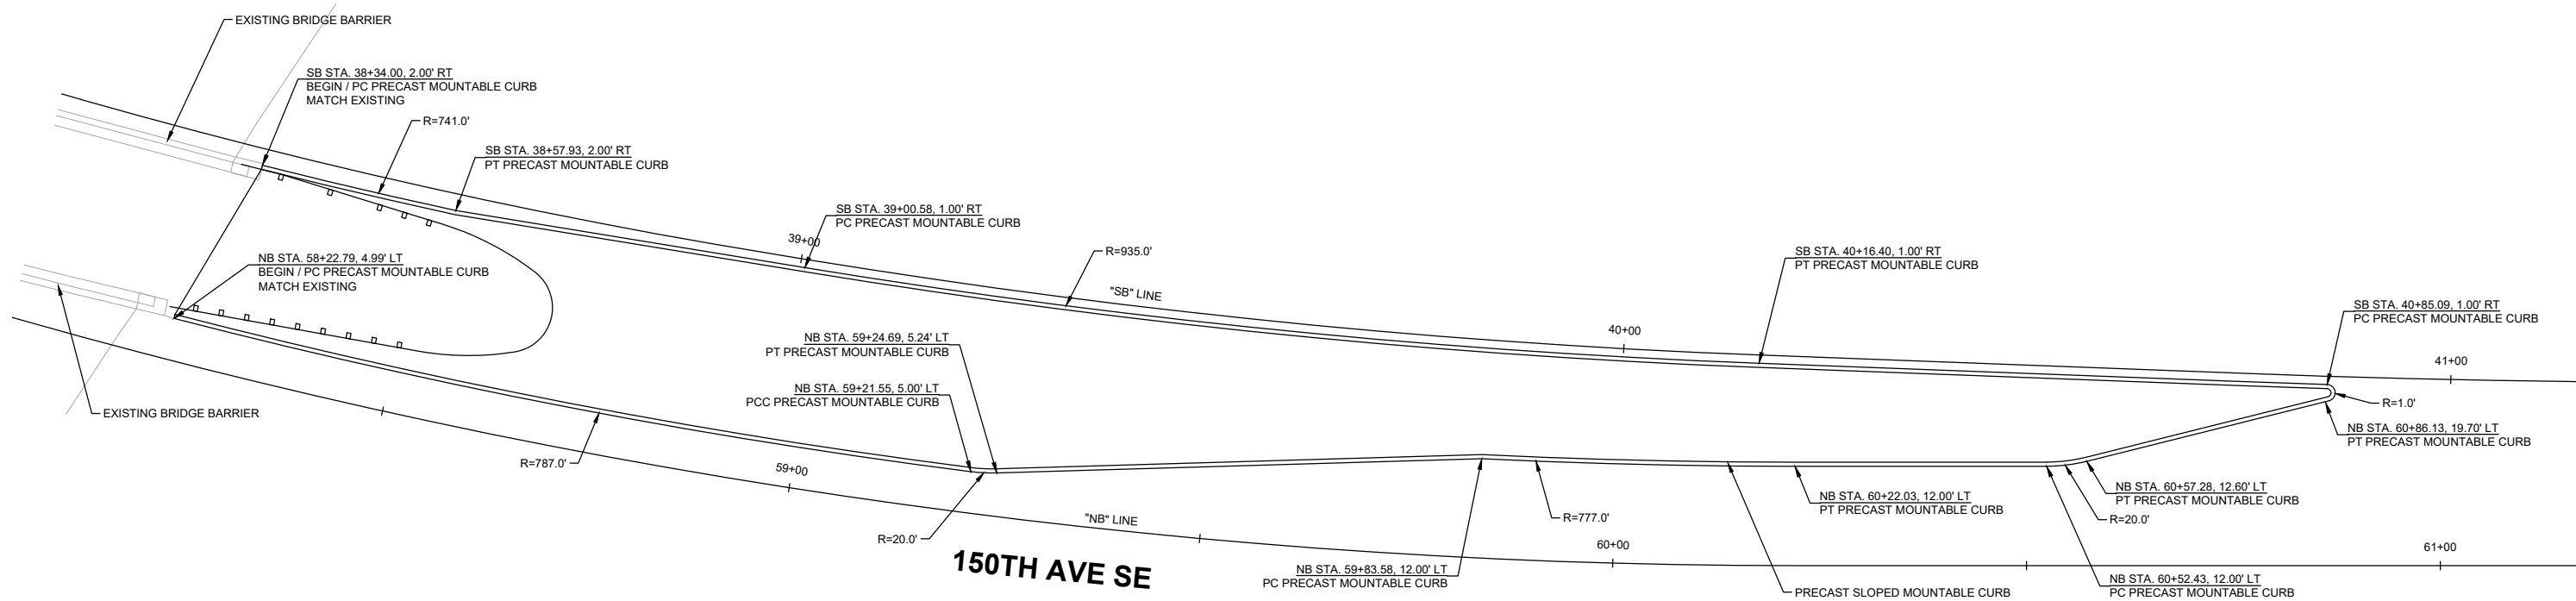 EXISTING BRIDGE BARRIER
SB STA. 38+34.00, 2.00' RT
BEGIN / PC PRECAST MOUNTABLE CURB
MATCH EXISTING
R=741.0'
SB STA. 38+57.93, 2.00' RT
PT PRECAST MOUNTABLE CURB
SB STA. 39+00.58, 1.00' RT
PC PRECAST MOUNTABLE CURB
39+00
R=935.0'
"SB" LINE
SB STA. 40+16.40, 1.00' RT
PT PRECAST MOUNTABLE CURB
40+00
SB STA. 40+85.09, 1.00' RT
PC PRECAST MOUNTABLE CURB
41+00
NB STA. 58+22.79, 4.99' LT
BEGIN / PC PRECAST MOUNTABLE CURB
MATCH EXISTING
NB STA. 59+24.69, 5.24' LT
PT PRECAST MOUNTABLE CURB
NB STA. 59+21.55, 5.00' LT
PCC PRECAST MOUNTABLE CURB
EXISTING BRIDGE BARRIER
R=1.0'
NB STA. 60+86.13, 19.70' LT
PT PRECAST MOUNTABLE CURB
R=787.0'
59+00
"NB" LINE
R=20.0'
150TH AVE SE
R=777.0'
NB STA. 60+22.03, 12.00' LT
PT PRECAST MOUNTABLE CURB
NB STA. 60+57.28, 12.60' LT
PT PRECAST MOUNTABLE CURB
R=20.0'
60+00
61+00
NB STA. 59+83.58, 12.00' LT
PC PRECAST MOUNTABLE CURB
PRECAST SLOPED MOUNTABLE CURB
NB STA. 60+52.43, 12.00' LT
PC PRECAST MOUNTABLE CURB